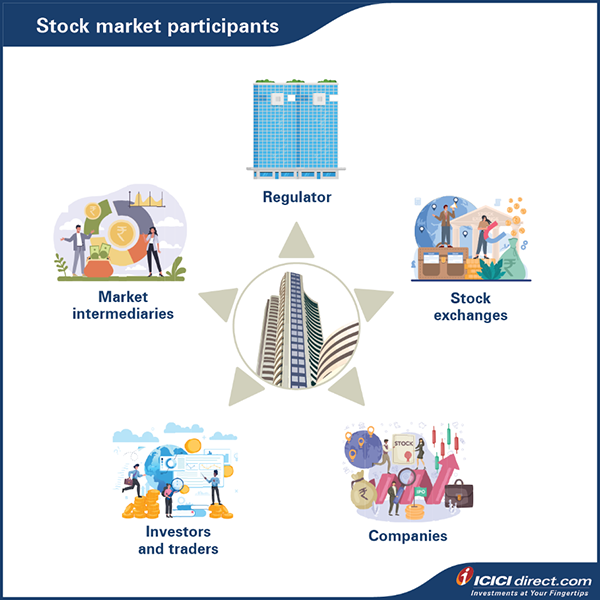 Stock market participants
Regulator
Market
intermediaries
Stock
exchanges
STOCK
Investors
and traders
Companies
ICICI direct.com
Investments at Your Fingertips